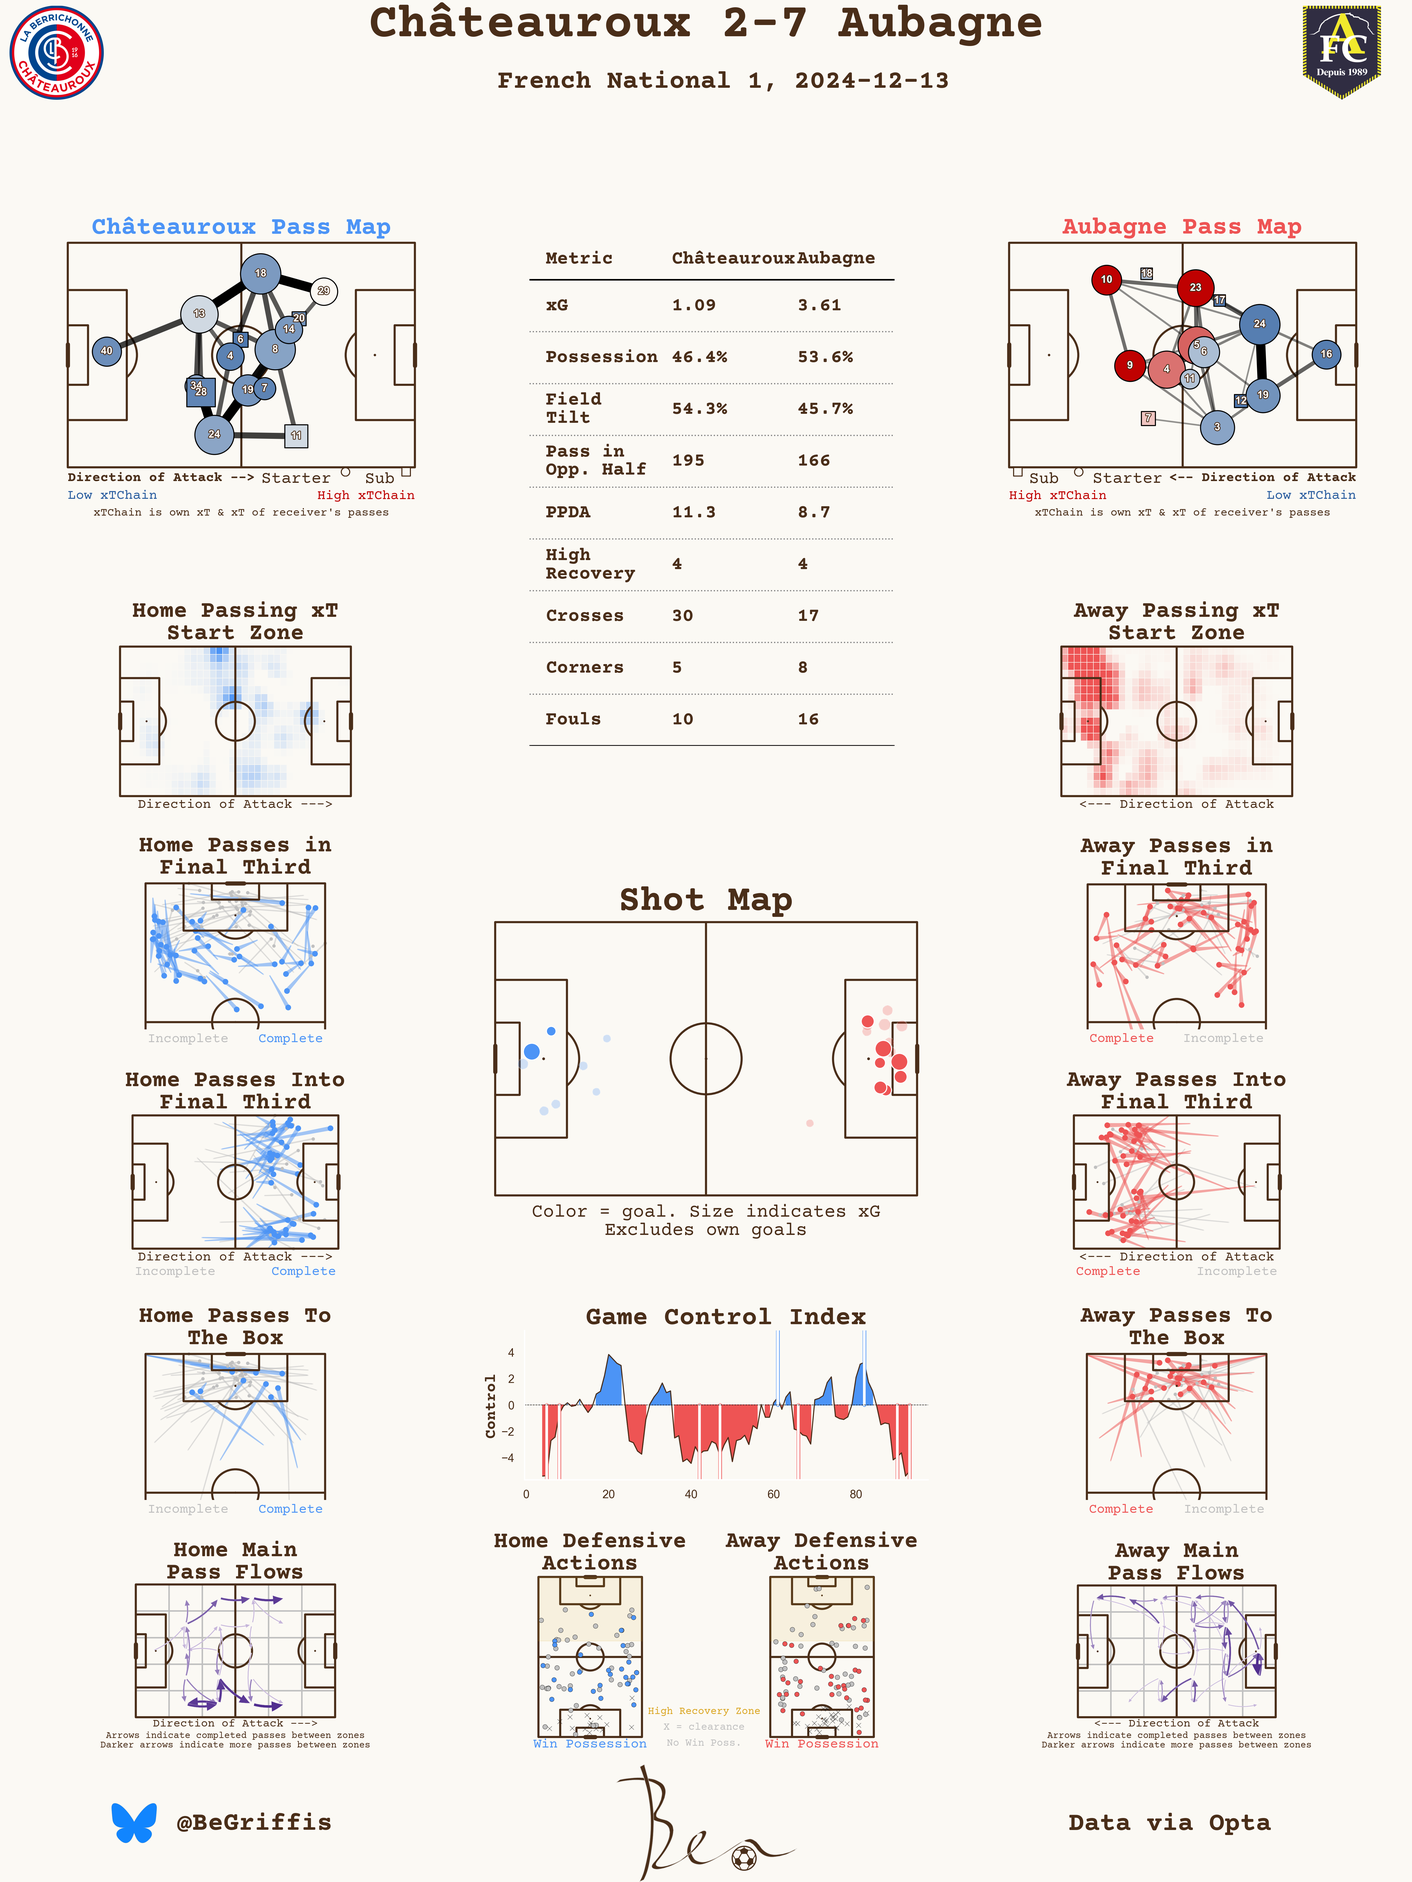 Châteauroux 2-7 Aubagne
French National 1, 2024-12-13
LA BERRICHONNE
CHÂTEAUROUX
19
16
AFC
Depuis 1989
Châteauroux Pass Map
18
29
13
20
14
6
40
4
8
34
28
19
7
24
11
Direction of Attack --> Starter Sub
Low xTChain High xTChain
xTChain is own xT & xT of receiver's passes
Metric Châteauroux Aubagne
xG 1.09 3.61
Possession 46.4% 53.6%
Field
Tilt 54.3% 45.7%
Pass in
Opp. Half 195 166
PPDA 11.3 8.7
High
Recovery 4 4
Crosses 30 17
Corners 5 8
Fouls 10 16
Aubagne Pass Map
18
10
23
17
24
5
6
16
9
4
11
12
19
7
3
Sub Starter <-- Direction of Attack
High xTChain Low xTChain
xTChain is own xT & xT of receiver's passes
Home Passing xT
Start Zone
Direction of Attack --->
Away Passing xT
Start Zone
<--- Direction of Attack
Home Passes in
Final Third
Incomplete Complete
Away Passes in
Final Third
Complete Incomplete
Shot Map
Color = goal. Size indicates xG
Excludes own goals
Home Passes Into
Final Third
Direction of Attack --->
Incomplete Complete
Away Passes Into
Final Third
<--- Direction of Attack
Complete Incomplete
Home Passes To
The Box
Incomplete Complete
Game Control Index
Control
4
2
0
−2
−4
0 20 40 60 80
Away Passes To
The Box
Complete Incomplete
Home Main
Pass Flows
Direction of Attack --->
Arrows indicate completed passes between zones
Darker arrows indicate more passes between zones
Home Defensive
Actions
Win Possession
Away Defensive
Actions
Win Possession
High Recovery Zone
X = clearance
No Win Poss.
Away Main
Pass Flows
<--- Direction of Attack
Arrows indicate completed passes between zones
Darker arrows indicate more passes between zones
@BeGriffis
Ben
Data via Opta